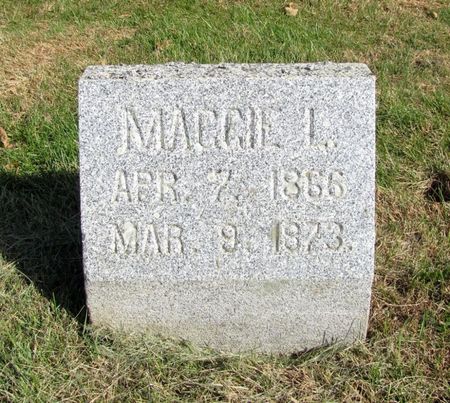 MAGGIE L.
APR. 7. 1866
MAR. 9. 1873.